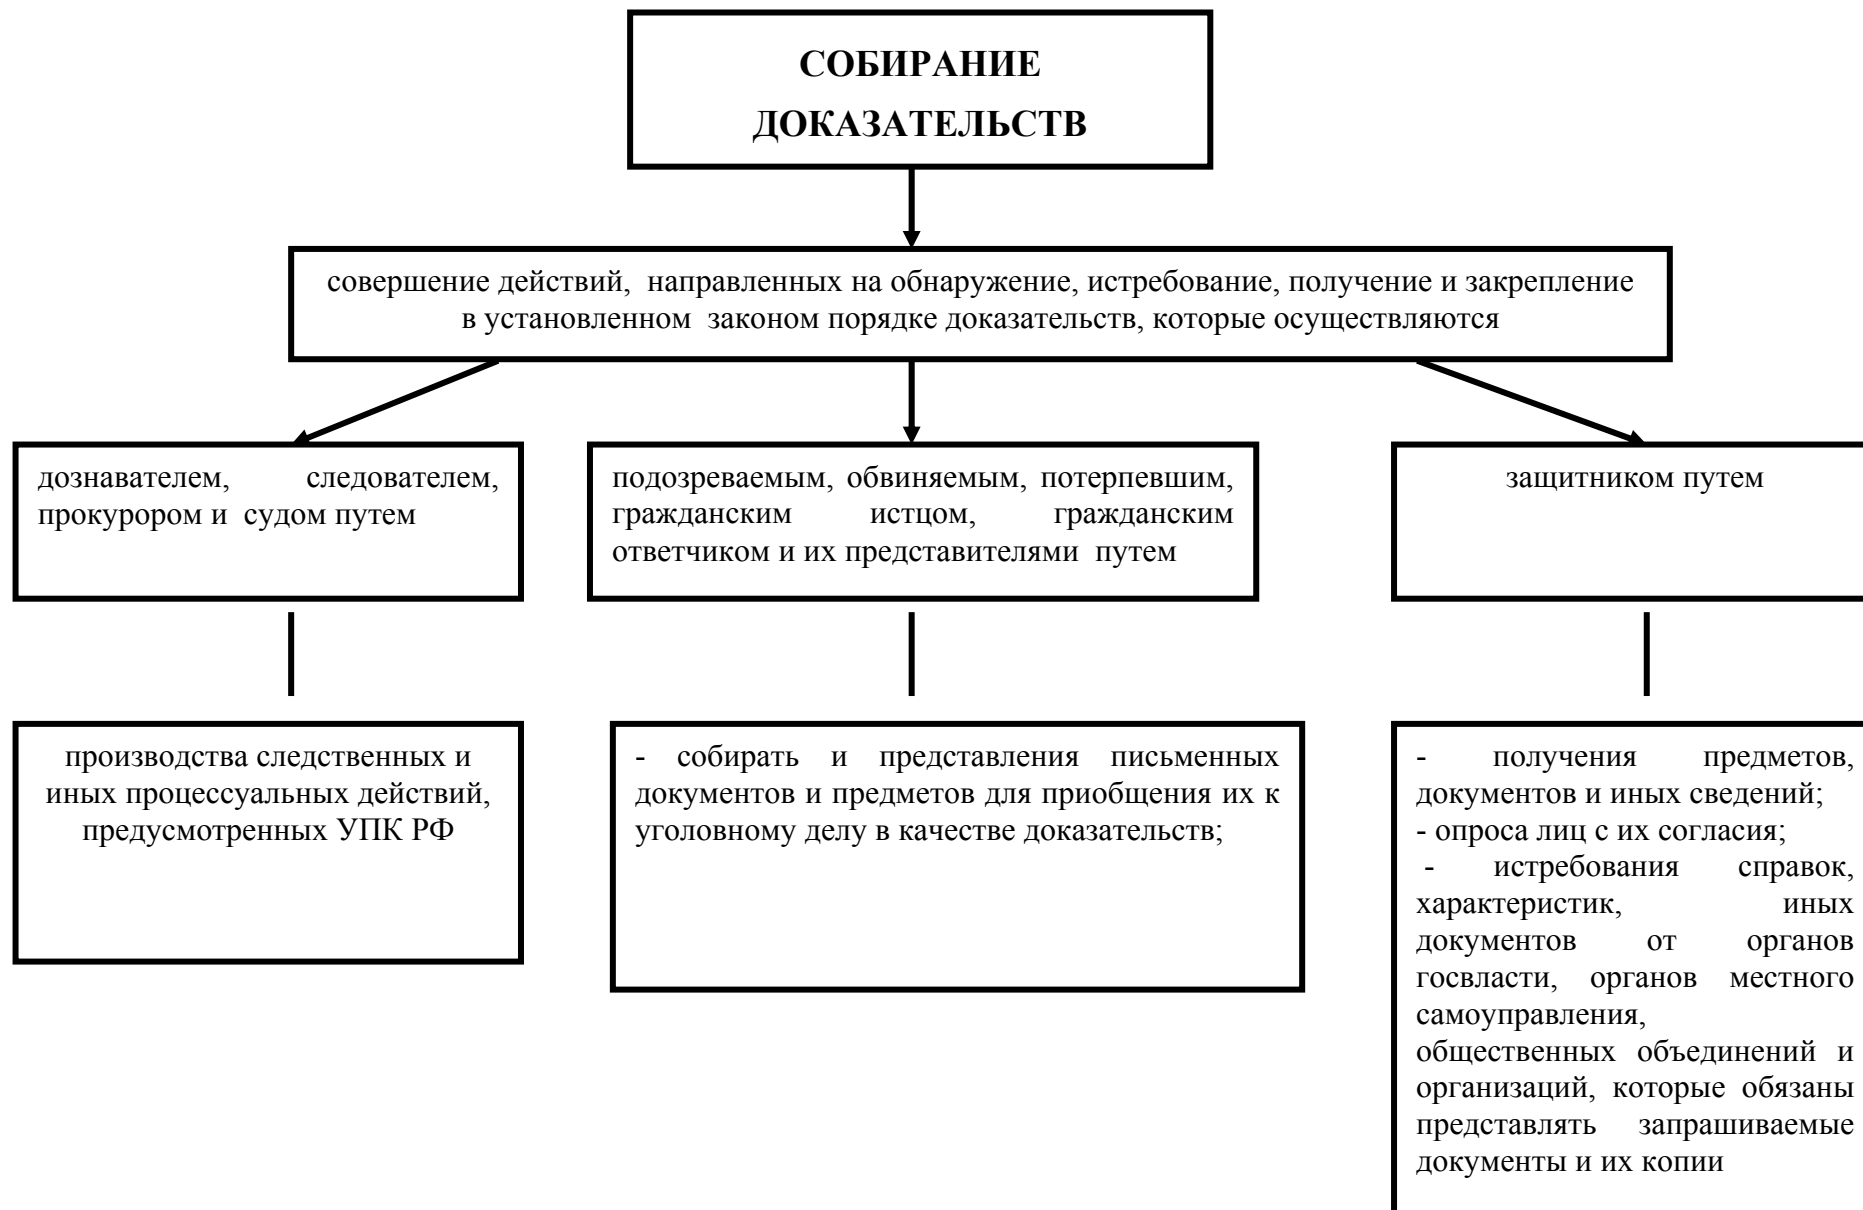 СОБИРАНИЕ
ДОКАЗАТЕЛЬСТВ
совершение действий, направленных на обнаружение, истребование, получение и закрепление
в установленном законом порядке доказательств, которые осуществляются
дознавателем, следователем,
прокурором и судом путем
подозреваемым, обвиняемым, потерпевшим,
гражданским истцом, гражданским
ответчиком и их представителями путем
защитником путем
производства следственных и
иных процессуальных действий,
предусмотренных УПК РФ
- собирать и представления письменных
документов и предметов для приобщения их к
уголовному делу в качестве доказательств;
- получения предметов,
документов и иных сведений;
- опроса лиц с их согласия;
- истребования справок,
характеристик, иных
документов от органов
госвласти, органов местного
самоуправления,
общественных объединений и
организаций, которые обязаны
представлять запрашиваемые
документы и их копии